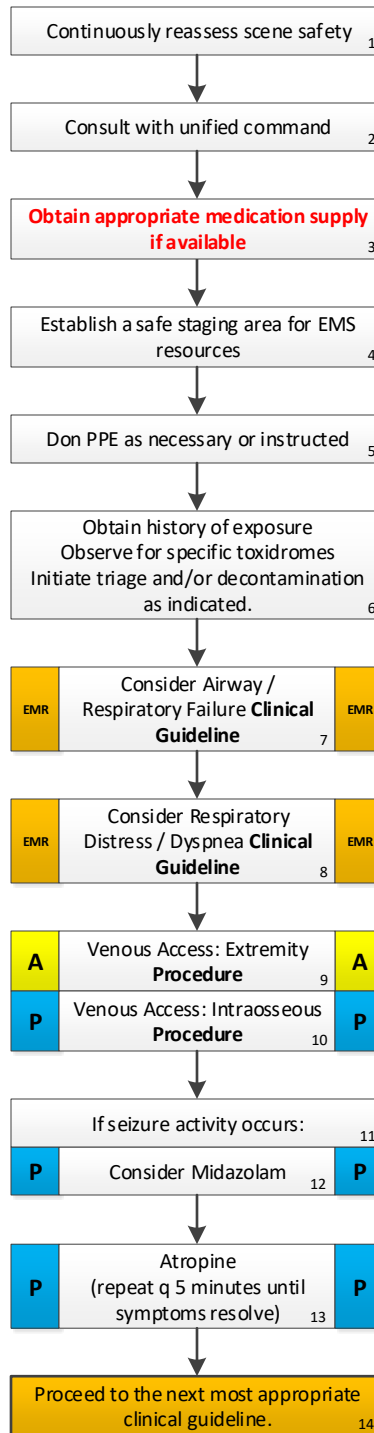 Continuously reassess scene safety
1
Consult with unified command
2
Obtain appropriate medication supply
if available
3
Establish a safe staging area for EMS
resources
4
Don PPE as necessary or instructed
5
Obtain history of exposure
Observe for specific toxidromes
Initiate triage and/or decontamination
as indicated.
6
EMR
Consider Airway /
Respiratory Failure Clinical
Guideline
7
EMR
EMR
Consider Respiratory
Distress / Dyspnea Clinical
Guideline
8
EMR
A
Venous Access: Extremity
Procedure
9
A
P
Venous Access: Intraosseous
Procedure
10
P
If seizure activity occurs:
11
P
Consider Midazolam
12
P
P
Atropine
(repeat q 5 minutes until
symptoms resolve)
13
P
Proceed to the next most appropriate
clinical guideline.
14